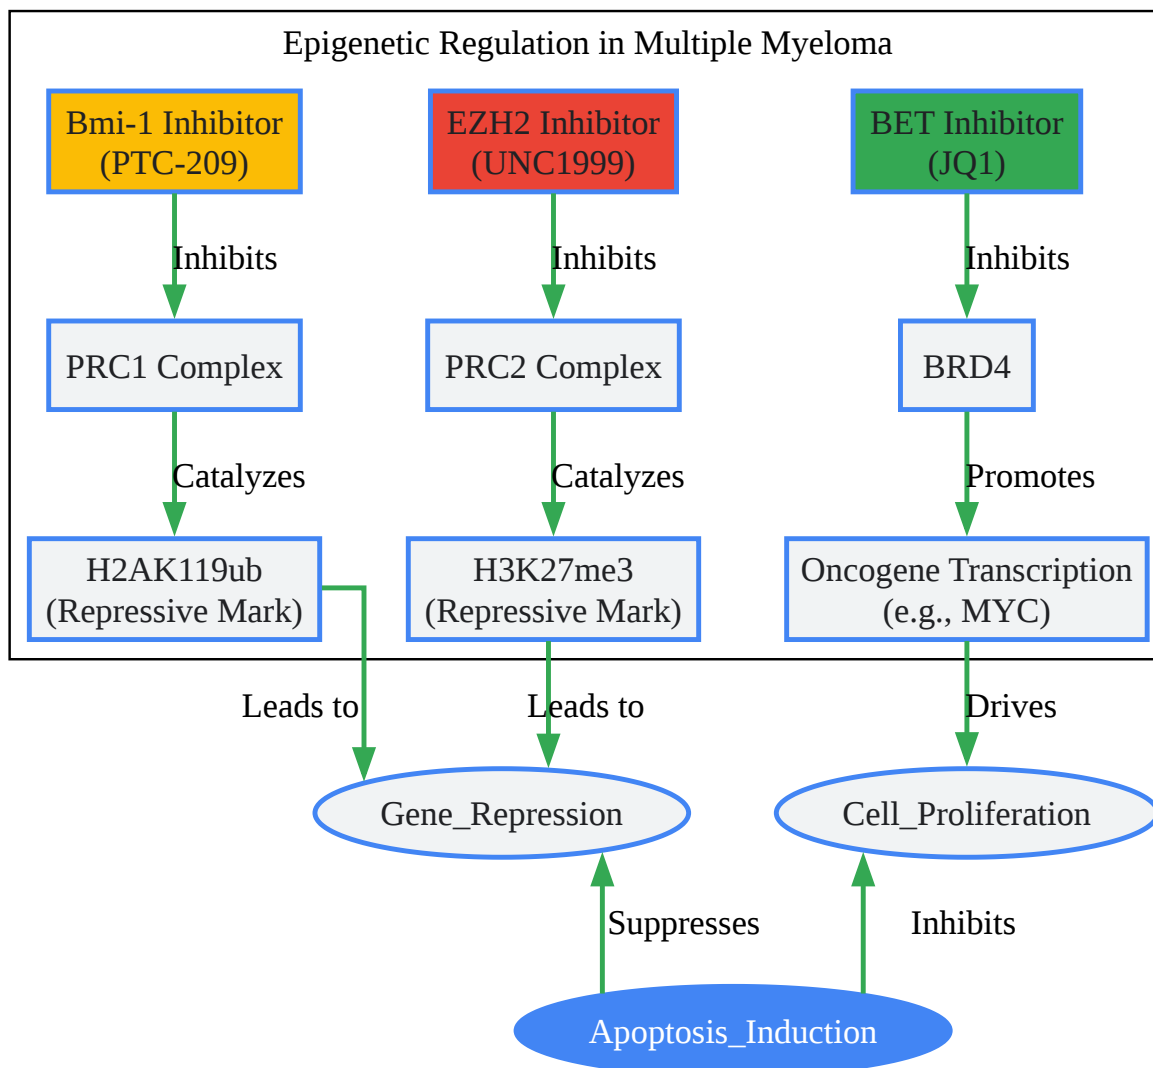 Epigenetic Regulation in Multiple Myeloma
Bmi-1 Inhibitor
(PTC-209)
EZH2 Inhibitor
(UNC1999)
BET Inhibitor
(JQ1)
Inhibits
Inhibits
Inhibits
PRC1 Complex
PRC2 Complex
BRD4
Catalyzes
Catalyzes
Promotes
H2AK119ub
(Repressive Mark)
H3K27me3
(Repressive Mark)
Oncogene Transcription
(e.g., MYC)
Leads to
Leads to
Drives
Gene_Repression
Cell_Proliferation
Suppresses
Inhibits
Apoptosis_Induction